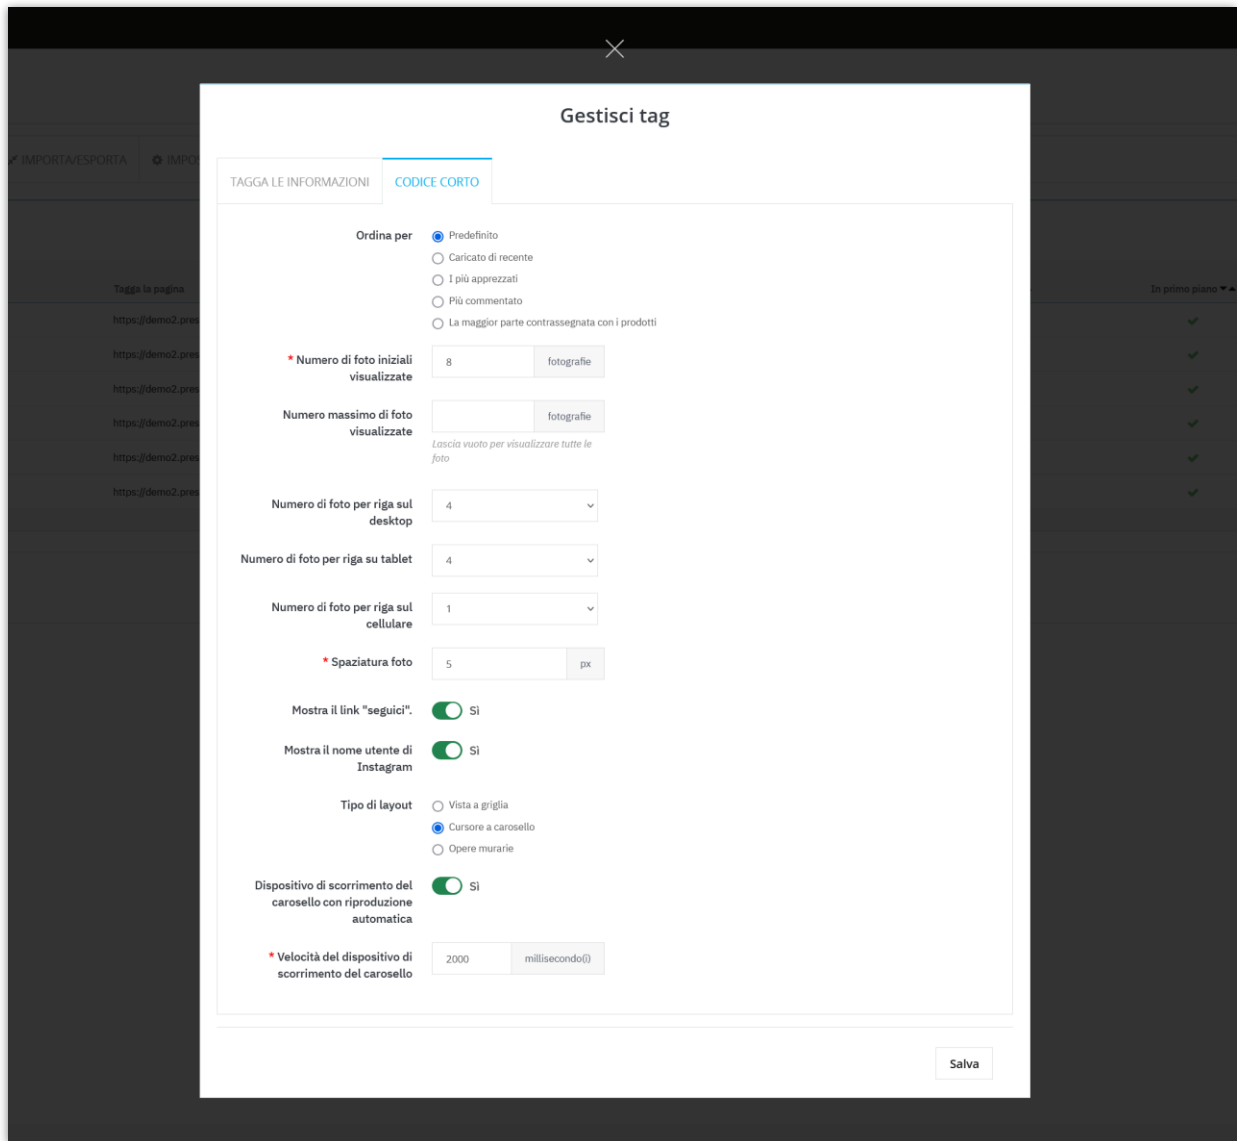 Gestisci tag
IMPORTA/ESPORTA
TAGGA LE INFORMAZIONI
CODICE CORTO
Ordina per
Predefinito
Caricato di recente
I più apprezzati
Più commentato
La maggior parte contrassegnata con i prodotti
Tagga la pagina
In primo piano
https://demo2.pres
https://demo2.pres
https://demo2.pres
https://demo2.pres
https://demo2.pres
https://demo2.pres
* Numero di foto iniziali
visualizzate
8 fotografie
Numero massimo di foto
visualizzate
fotografie
Lascia vuoto per visualizzare tutte le
foto
Numero di foto per riga sul
desktop
4
Numero di foto per riga su tablet
4
Numero di foto per riga sul
cellulare
1
* Spaziatura foto
5 px
Mostra il link "seguici".
Sì
Mostra il nome utente di
Instagram
Sì
Tipo di layout
Vista a griglia
Cursore a carosello
Opere murarie
Dispositivo di scorrimento del
carosello con riproduzione
automatica
Sì
* Velocità del dispositivo di
scorrimento del carosello
2000 millisecondo(i)
Salva